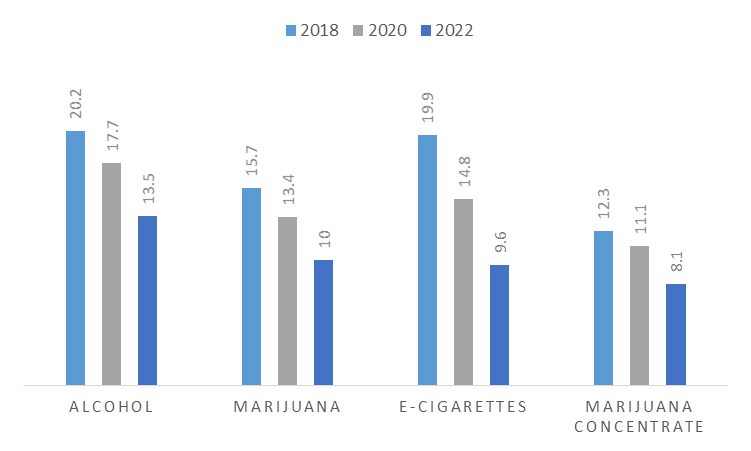 2018 2020 2022
20.2 17.7 13.5 15.7 13.4 10 19.9 14.8 9.6 12.3 11.1 8.1
ALCOHOL MARIJUANA E-CIGARETTES MARIJUANA
CONCENTRATE